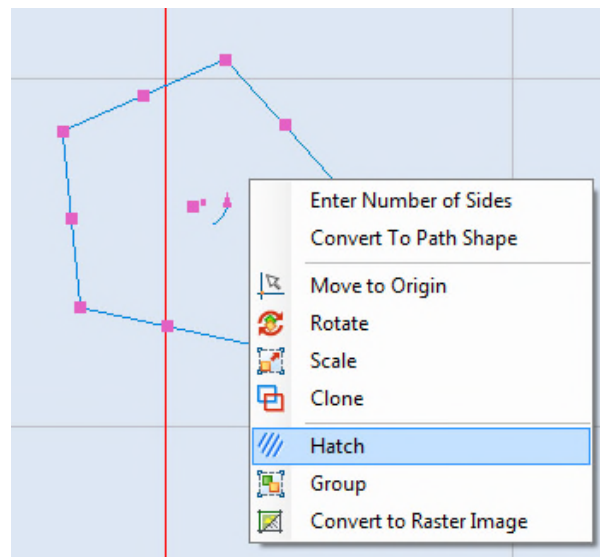 Enter Number of Sides
Convert To Path Shape
Move to Origin
Rotate
Scale
Clone
Hatch
Group
Convert to Raster Image